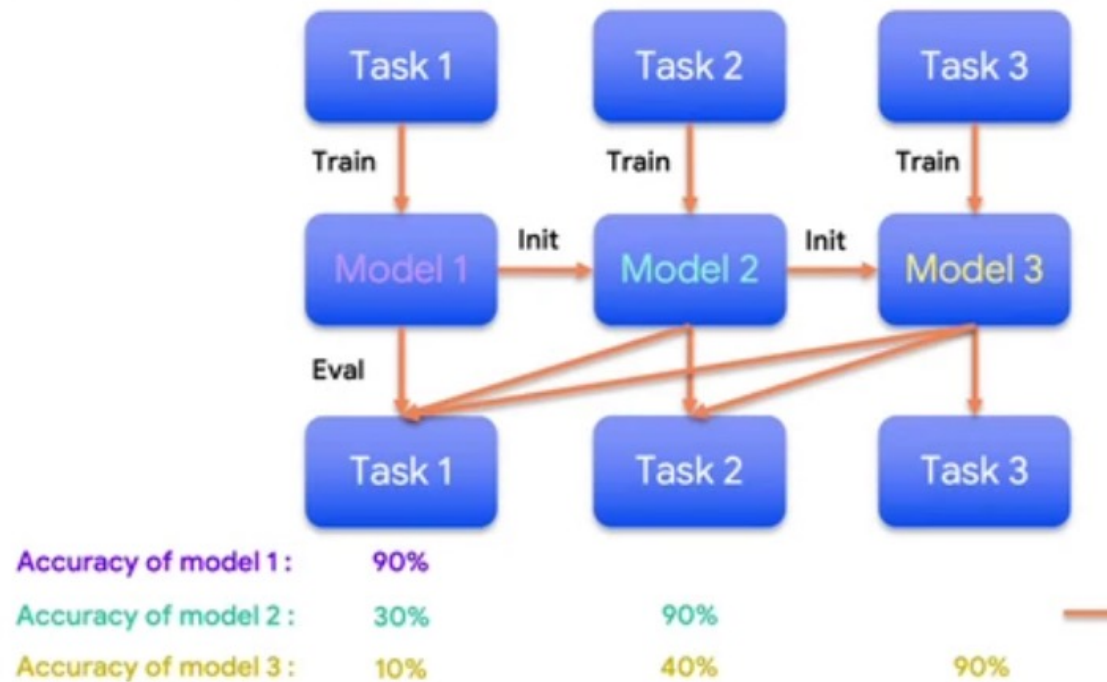 Task 1 Task 2 Task 3
Train Train Train
Init Init
Model 1 Model 2 Model 3
Eval
Task 1 Task 2 Task 3
Accuracy of model 1 : 90%
Accuracy of model 2 : 30% 90%
Accuracy of model 3 : 10% 40% 90%